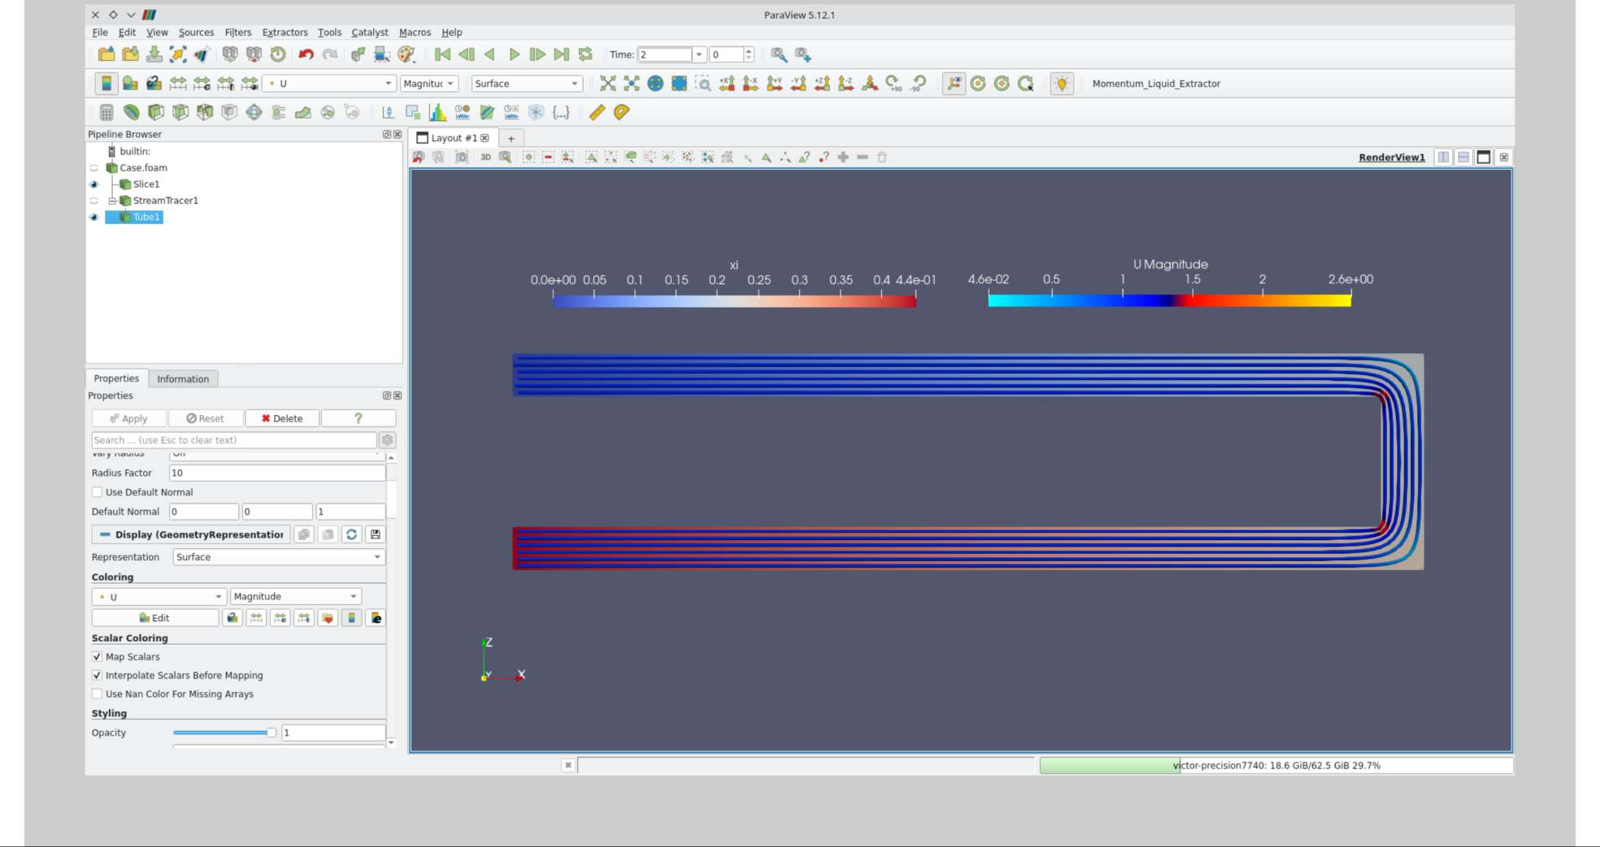 ParaView 5.12.1
File Edit View Sources Filters Extractors Tools Catalyst Macros Help
Time: 2 0
U Magnituc Surface +X -X +Y -Y +Z -Z +90 -90 Momentum_Liquid_Extractor
{...}
Pipeline Browser
builtin:
Case.foam
Slice1
StreamTracer1
Tube1
Layout #1 +
3D RenderView1
xi
0.0e+00 0.05 0.1 0.15 0.2 0.25 0.3 0.35 0.4 4.4e-01
U Magnitude
4.6e-02 0.5 1 1.5 2 2.6e+00
Z
Y X
Properties Information
Properties
Apply Reset Delete ?
Search ... (use Esc to clear text)
Vary Radius Off
Radius Factor 10
Use Default Normal
Default Normal 0 0 1
Display (GeometryRepresentation
Representation Surface
Coloring
U Magnitude
Edit
Scalar Coloring
Map Scalars
Interpolate Scalars Before Mapping
Use Nan Color For Missing Arrays
Styling
Opacity 1
victor-precision7740: 18.6 GiB/62.5 GiB 29.7%